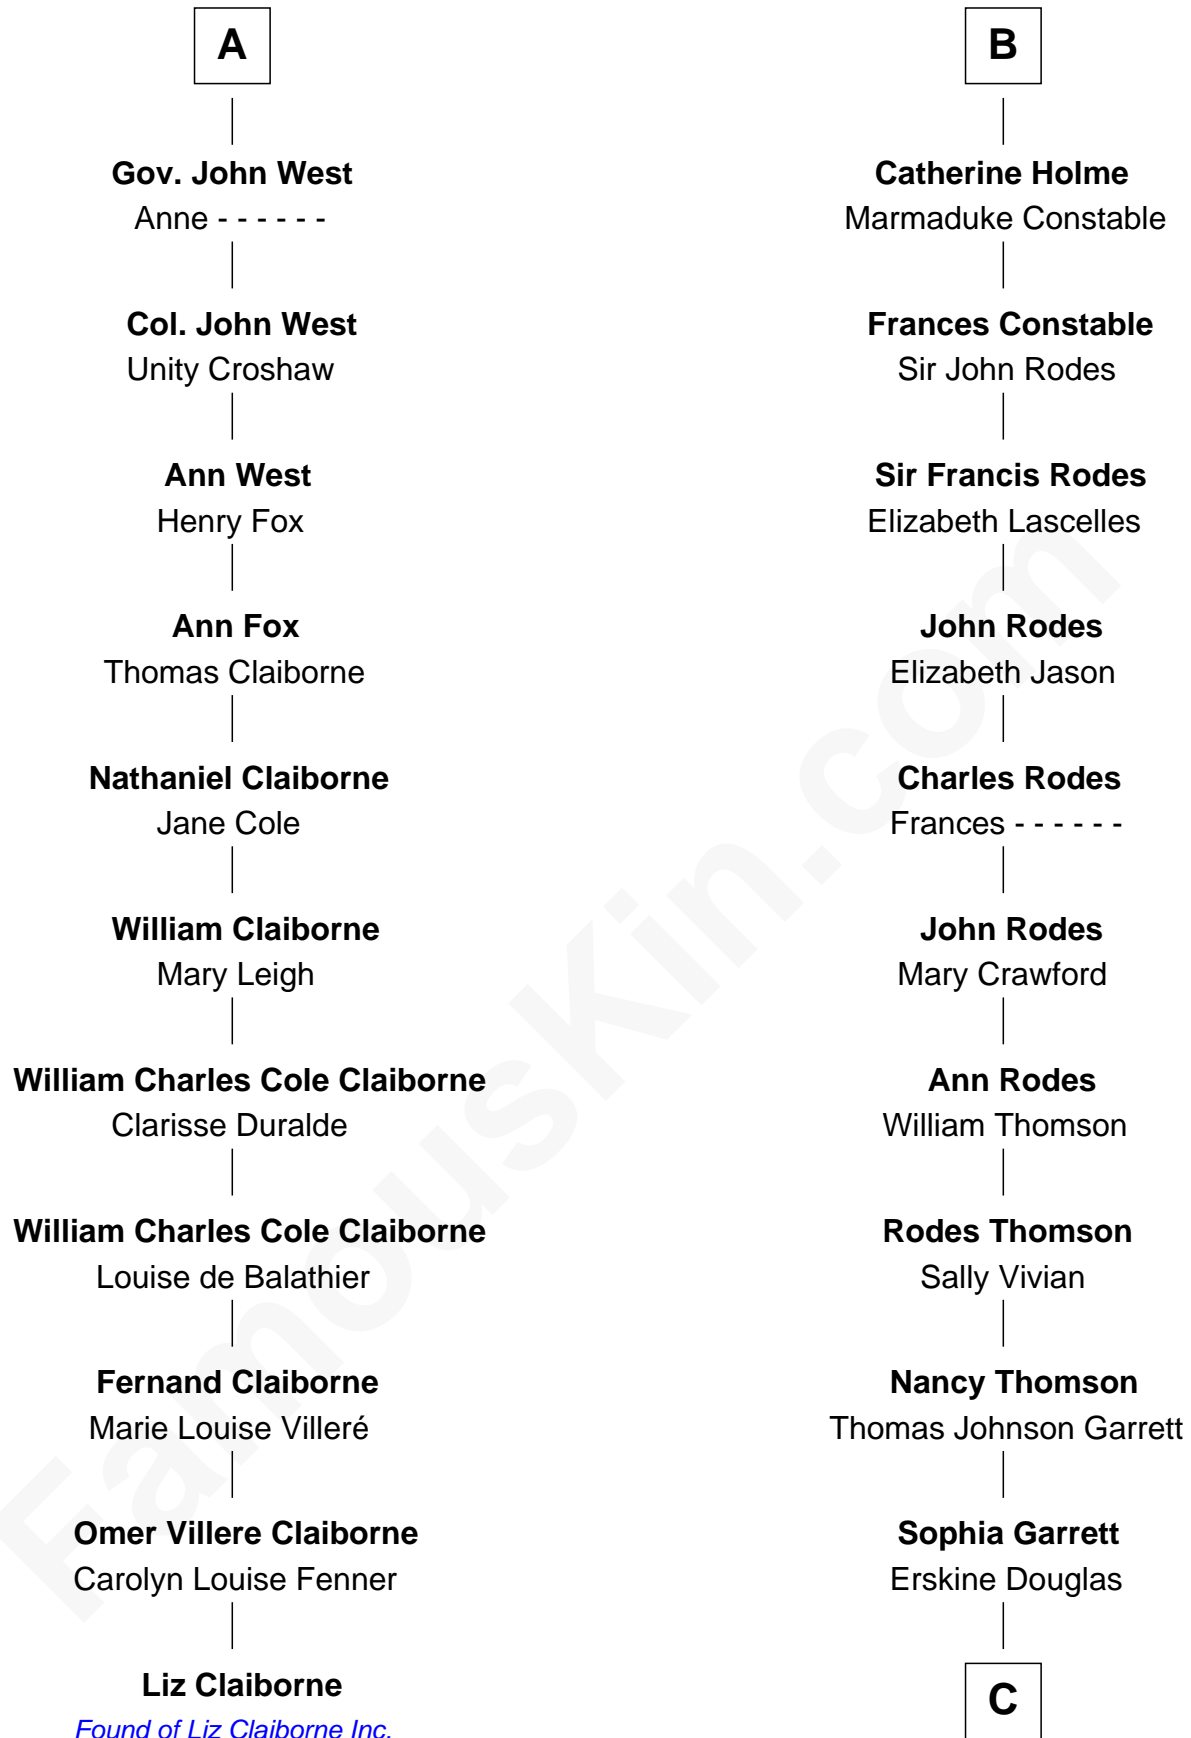 A
Gov. John West
Anne - - - - - -
Col. John West
Unity Croshaw
Ann West
Henry Fox
Ann Fox
Thomas Claiborne
Nathaniel Claiborne
Jane Cole
William Claiborne
Mary Leigh
William Charles Cole Claiborne
Clarisse Duralde
William Charles Cole Claiborne
Louise de Balathier
Fernand Claiborne
Marie Louise Villeré
Omer Villere Claiborne
Carolyn Louise Fenner
Liz Claiborne
Found of Liz Claiborne Inc.
B
Catherine Holme
Marmaduke Constable
Frances Constable
Sir John Rodes
Sir Francis Rodes
Elizabeth Lascelles
John Rodes
Elizabeth Jason
Charles Rodes
Frances - - - - - -
John Rodes
Mary Crawford
Ann Rodes
William Thomson
Rodes Thomson
Sally Vivian
Nancy Thomson
Thomas Johnson Garrett
Sophia Garrett
Erskine Douglas
C
FamousKin.com